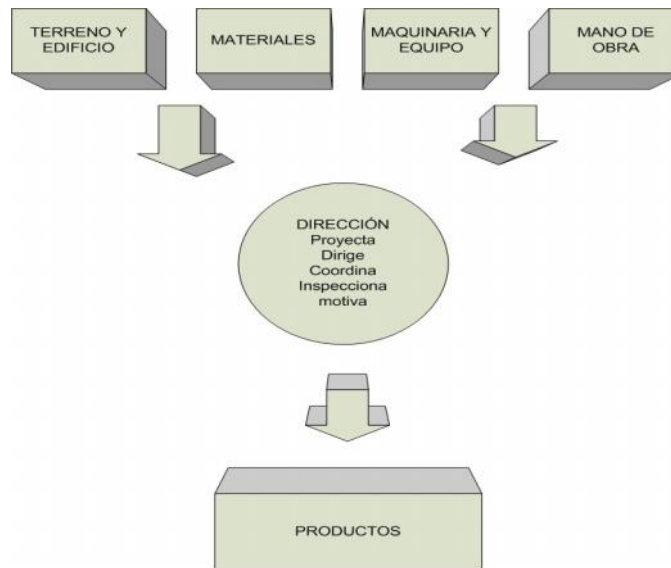 TERRENO Y
EDIFICIO
MATERIALES
MAQUINARIA Y
EQUIPO
MANO DE
OBRA
DIRECCIÓN
Proyecta
Dirige
Coordina
Inspecciona
motiva
PRODUCTOS